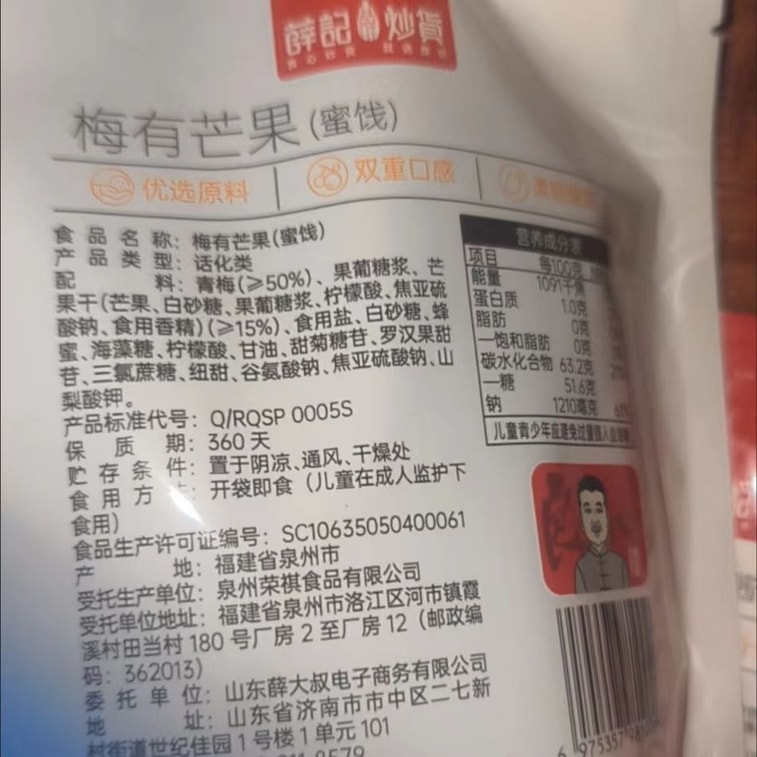 薛記炒貨
梅有芒果(蜜饯)
优选原料
双重口感
食品名称：梅有芒果(蜜饯)
产品类型：话化类
配料：青梅(≥50%)、果葡糖浆、芒
果干(芒果、白砂糖、果葡糖浆、柠檬酸、焦亚硫
酸钠、食用香精)(≥15%)、食用盐、白砂糖、蜂
蜜、海藻糖、柠檬酸、甘油、甜菊糖苷、罗汉果甜
苷、三氯蔗糖、纽甜、谷氨酸钠、焦亚硫酸钠、山
梨酸钾。
产品标准代号：Q/RQSP 0005S
保质期：360 天
贮存条件：置于阴凉、通风、干燥处
食用方：开袋即食（儿童在成人监护下
食用）
食品生产许可证编号：SC10635050400061
产地：福建省泉州市
受托生产单位：泉州荣祺食品有限公司
受托单位地址：福建省泉州市洛江区河市镇霞
溪村田当村 180 号厂房 2 至厂房 12（邮政编
码：362013）
委托单位：山东薛大叔电子商务有限公司
地址：山东省济南市市中区二七新
村街道世纪佳园 1 号楼 1 单元 101
营养成分表
项目 每100克
能量 1091千焦
蛋白质 1.0克
脂肪 0克
—饱和脂肪 0克
碳水化合物 63.2克
—糖 51.6克
钠 1210毫克
儿童青少年应避免过量摄入
6 975357